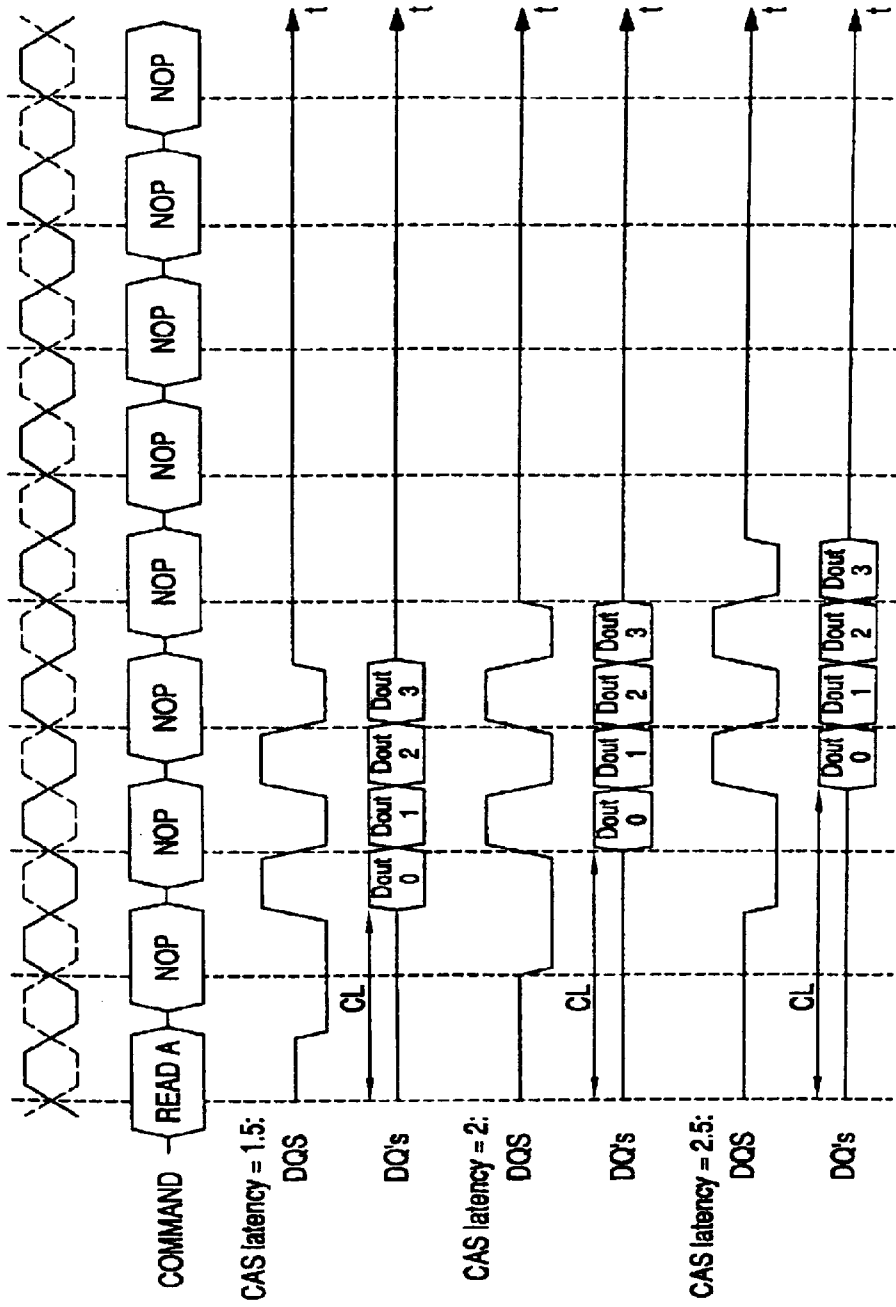 COMMAND READ A NOP NOP NOP NOP NOP NOP NOP NOP
CAS latency = 1.5:
DQS t
CL
DQ's Dout 0 Dout 1 Dout 2 Dout 3 t
CAS latency = 2:
DQS t
CL
DQ's Dout 0 Dout 1 Dout 2 Dout 3 t
CAS latency = 2.5:
DQS t
CL
DQ's Dout 0 Dout 1 Dout 2 Dout 3 t